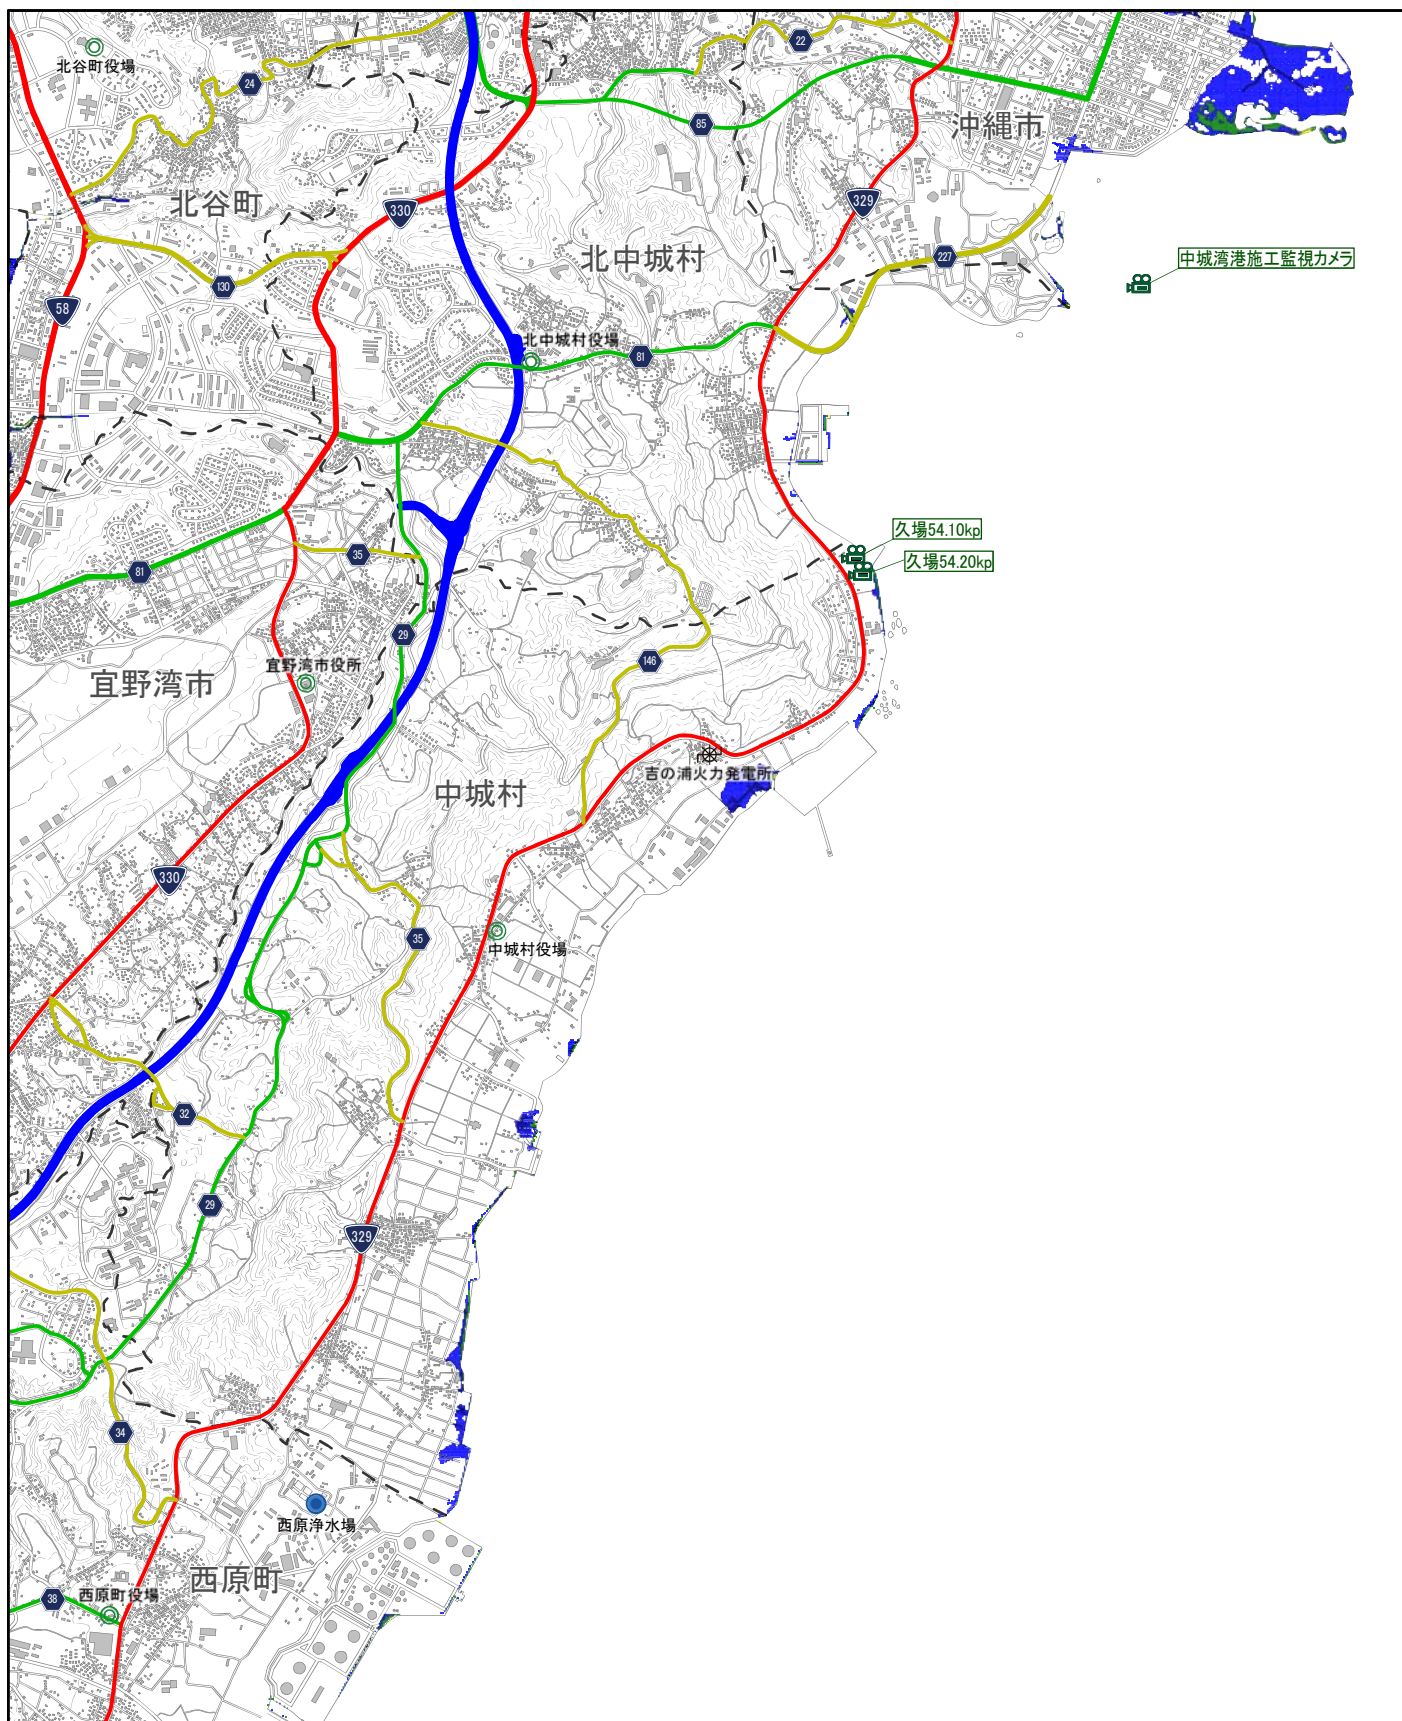 22
北谷町役場
24
85
沖縄市
北谷町
330
329
北中城村
227
中城湾港施工監視カメラ
130
58
北中城村役場
81
久場54.10kp
35
久場54.20kp
81
29
146
宜野湾市役所
宜野湾市
吉の浦火力発電所
中城村
330
35
中城村役場
32
29
329
34
西原浄水場
西原町
38
西原町役場